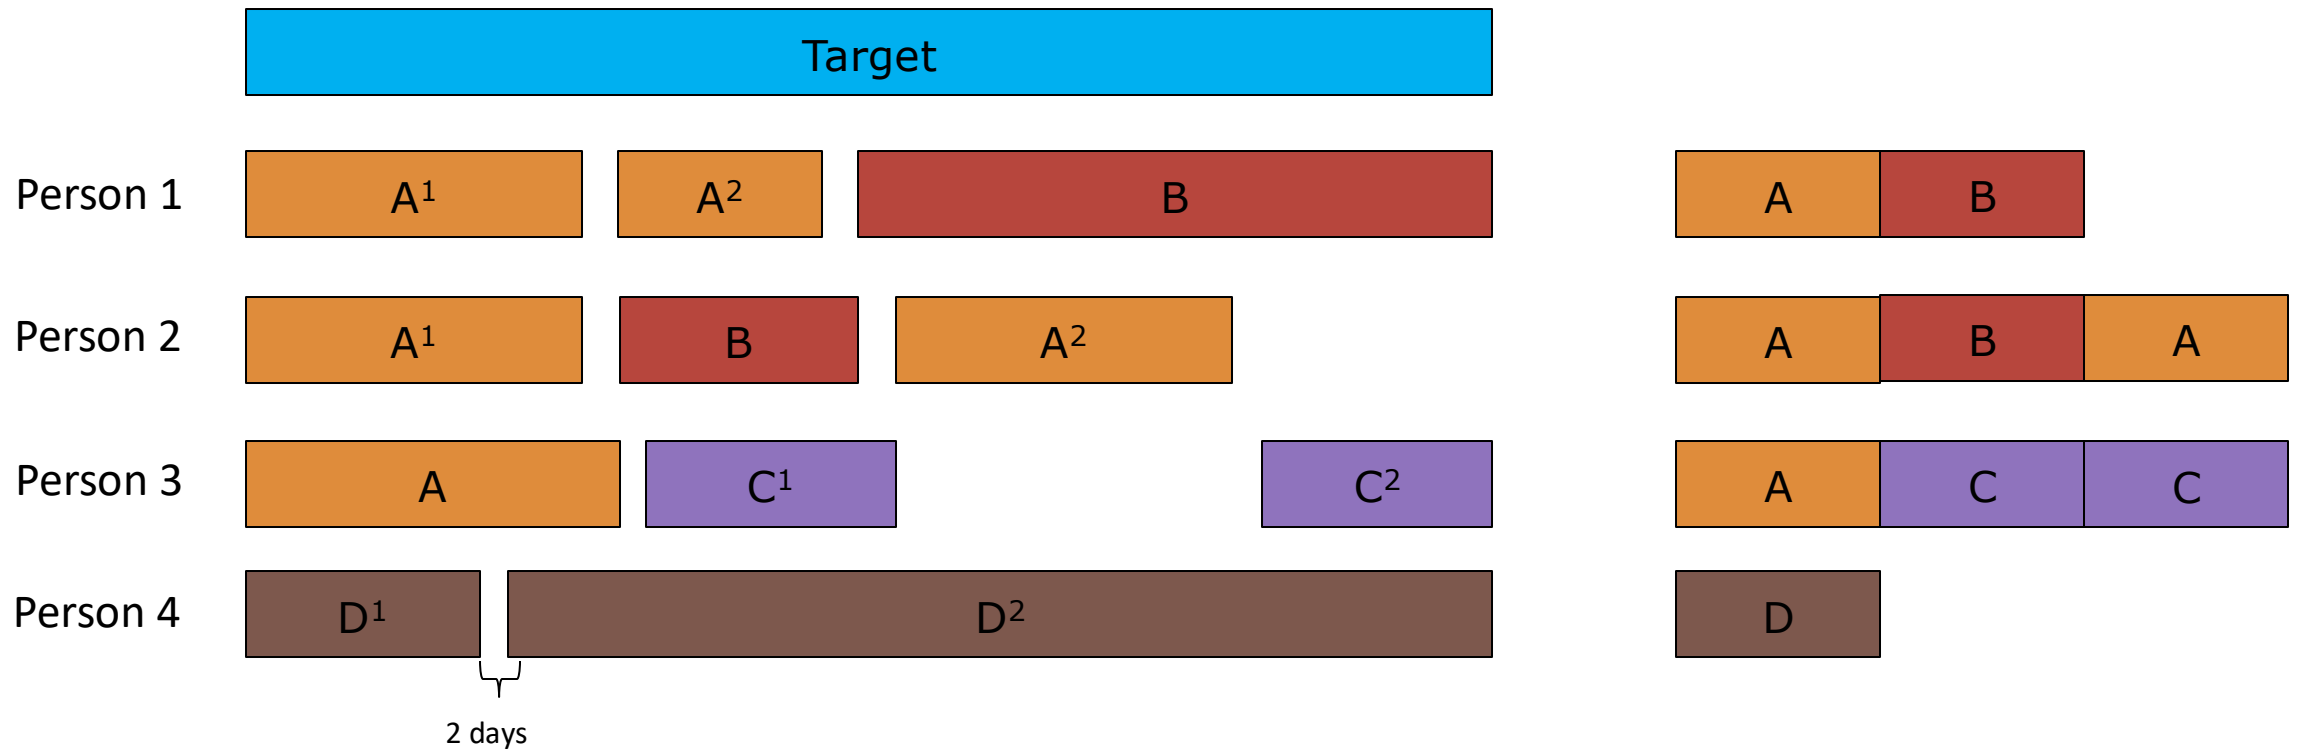 Target
Person 1 A¹ A² B A B
Person 2 A¹ B A² A B A
Person 3 A C¹ C² A C C
Person 4 D¹ D² D
2 days